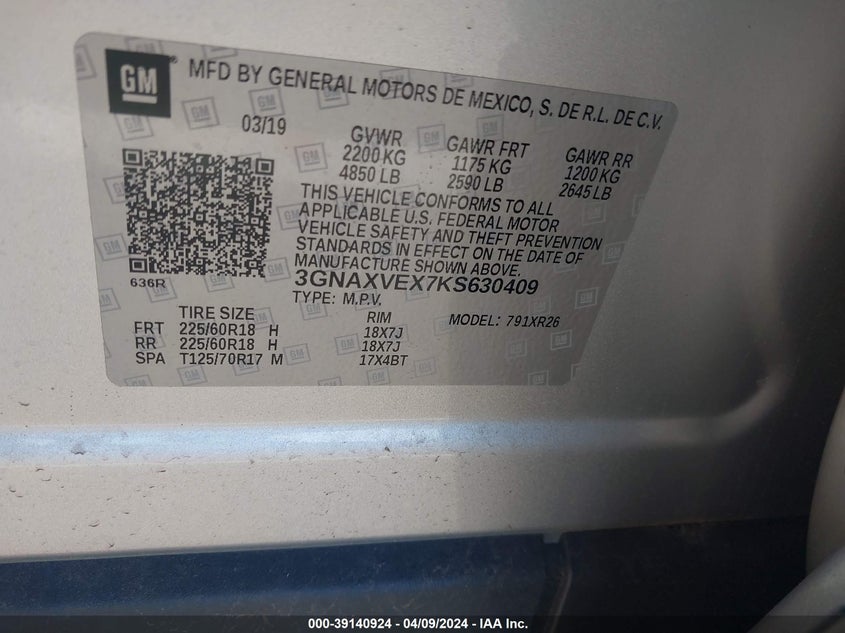 GM
MFD BY GENERAL MOTORS DE MEXICO, S. DE R.L. DE C.V.
03/19 GVWR GAWR FRT GAWR RR
2200 KG 1175 KG 1200 KG
4850 LB 2590 LB 2645 LB
THIS VEHICLE CONFORMS TO ALL
APPLICABLE U.S. FEDERAL MOTOR
VEHICLE SAFETY AND THEFT PREVENTION
STANDARDS IN EFFECT ON THE DATE OF
MANUFACTURE SHOWN ABOVE.
636R
3GNAXVEX7KS630409
TYPE: M.P.V. MODEL: 791XR26
TIRE SIZE RIM
FRT 225/60R18 H 18X7J
RR 225/60R18 H 18X7J
SPA T125/70R17 M 17X4BT
000-39140924 - 04/09/2024 - IAA Inc.